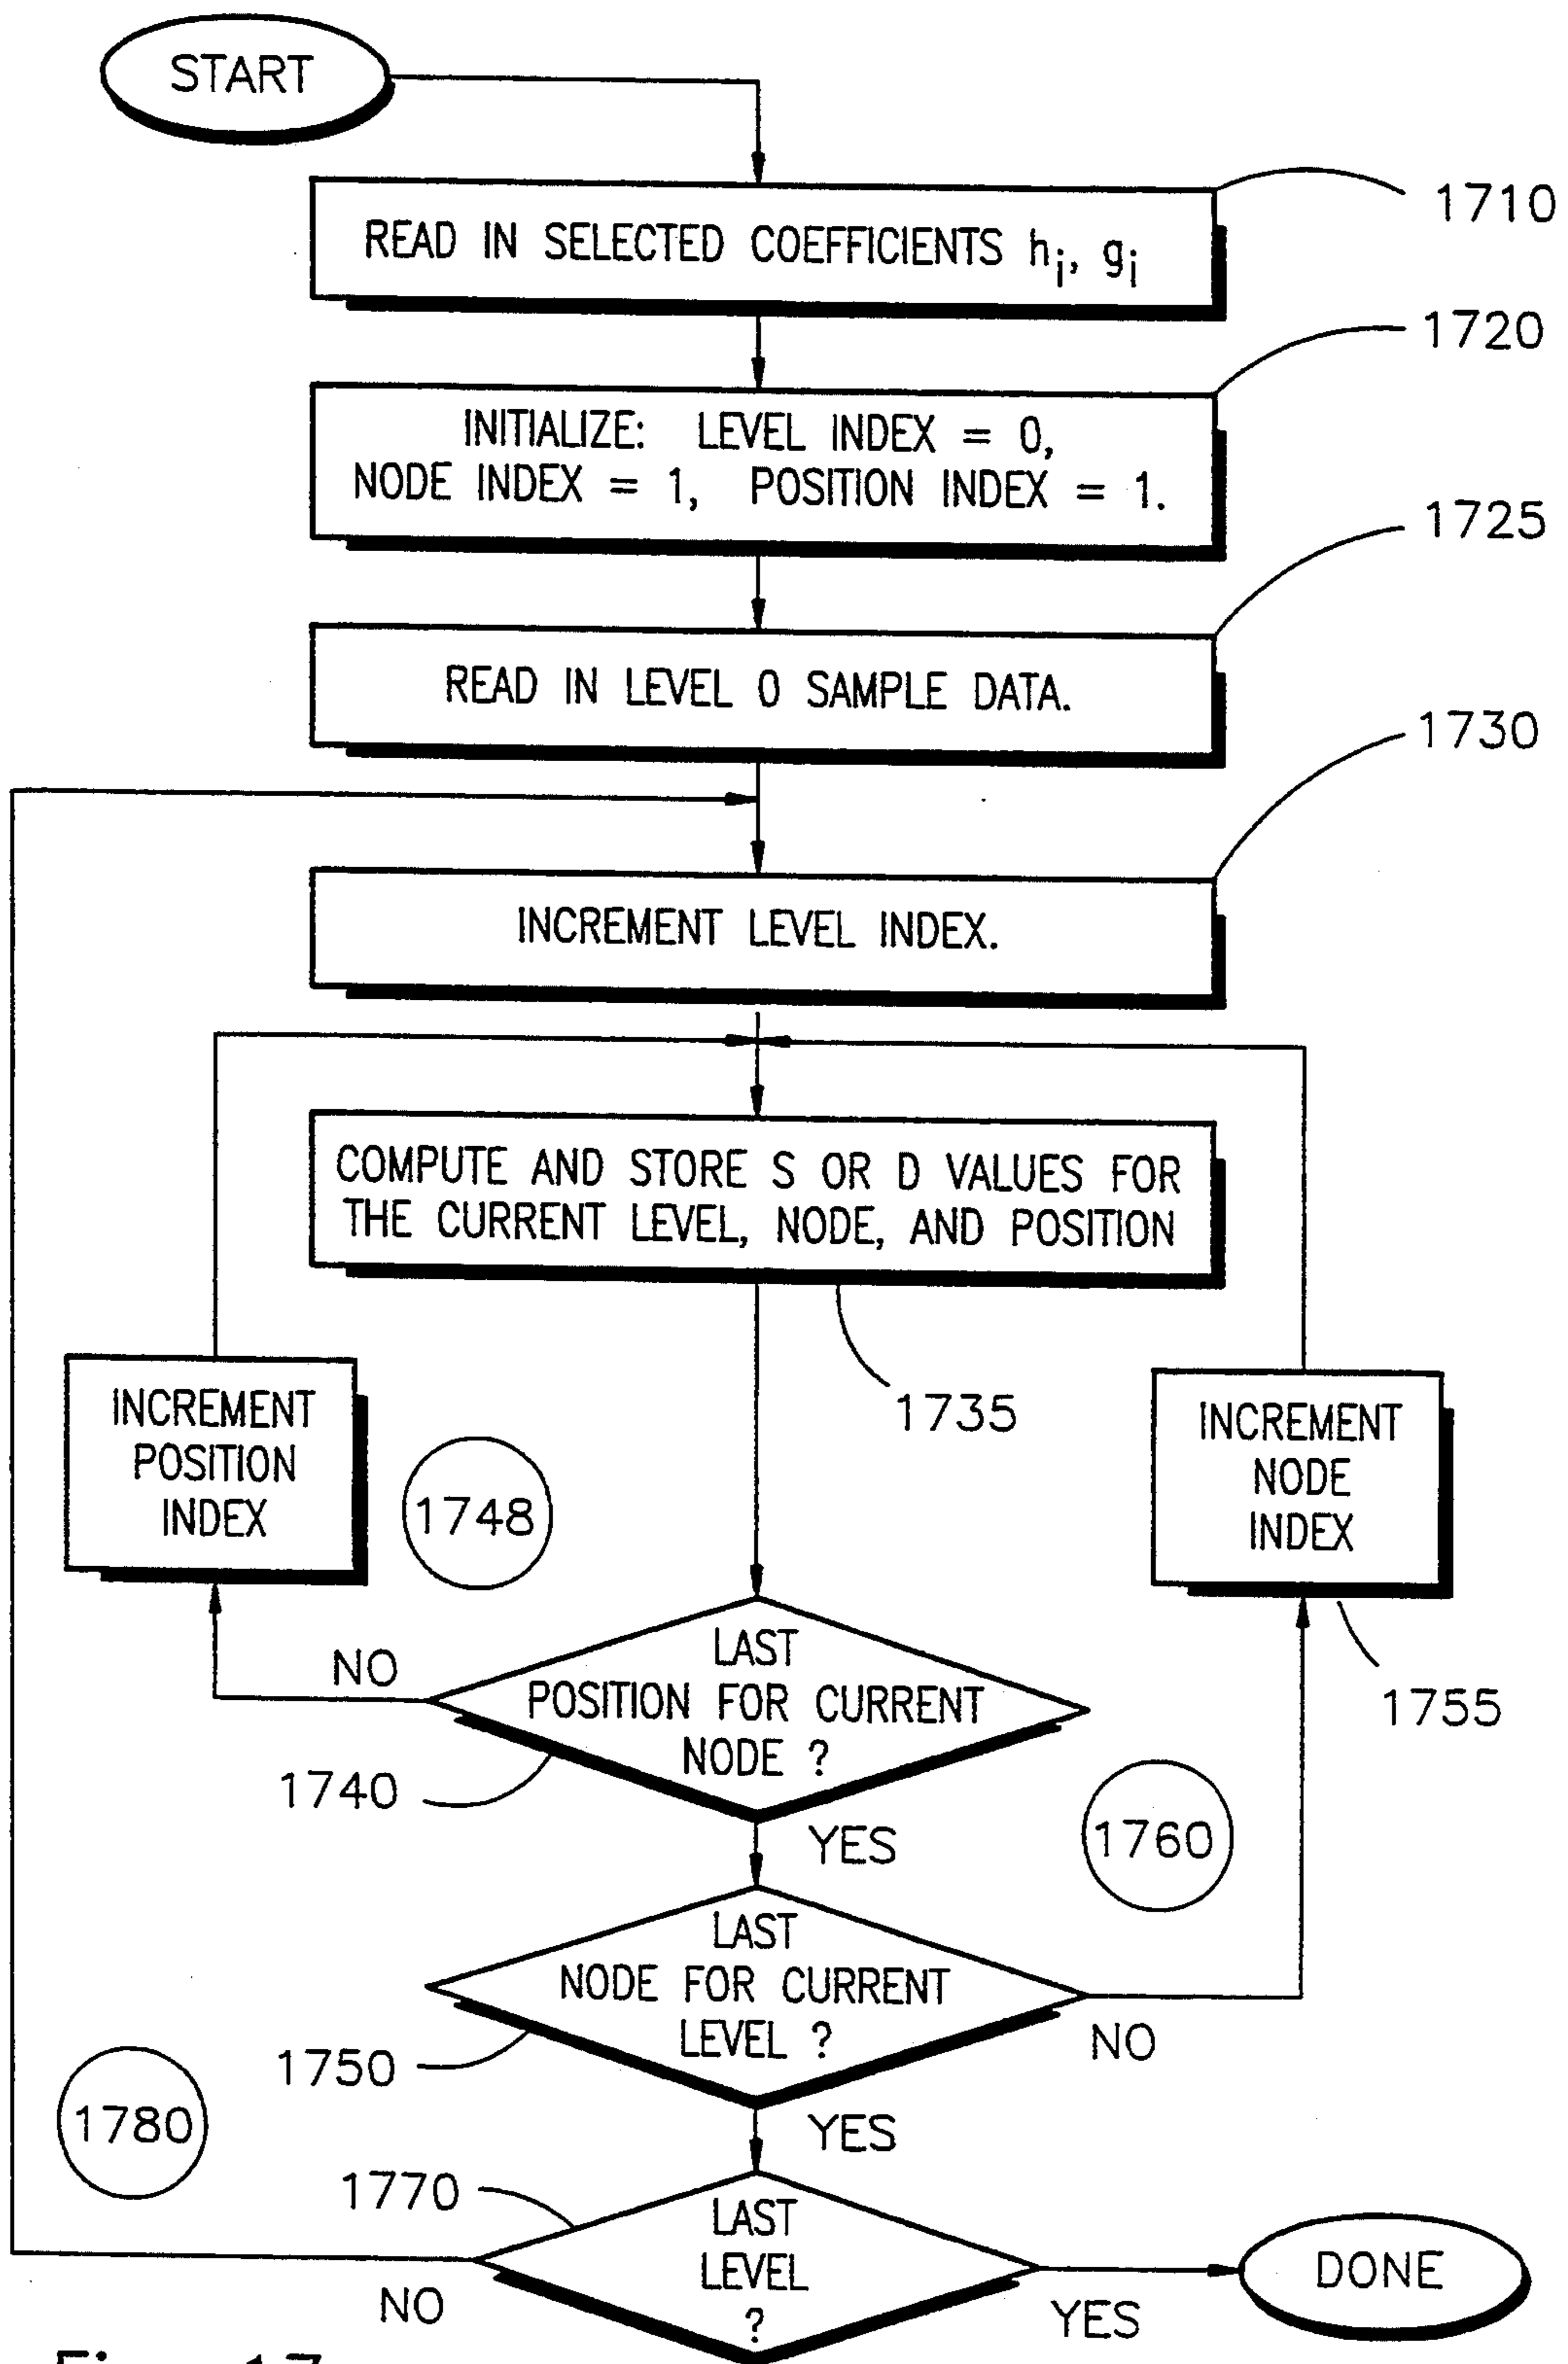 START
READ IN SELECTED COEFFICIENTS hi, gi
1710
INITIALIZE: LEVEL INDEX = 0,
NODE INDEX = 1, POSITION INDEX = 1.
1720
READ IN LEVEL 0 SAMPLE DATA.
1725
INCREMENT LEVEL INDEX.
1730
COMPUTE AND STORE S OR D VALUES FOR
THE CURRENT LEVEL, NODE, AND POSITION
1735
INCREMENT
POSITION
INDEX
1748
INCREMENT
NODE
INDEX
1755
LAST
POSITION FOR CURRENT
NODE ?
NO
1740
YES
1760
LAST
NODE FOR CURRENT
LEVEL ?
NO
1750
YES
1780
1770
LAST
LEVEL
?
NO
YES
DONE
Fig. 17